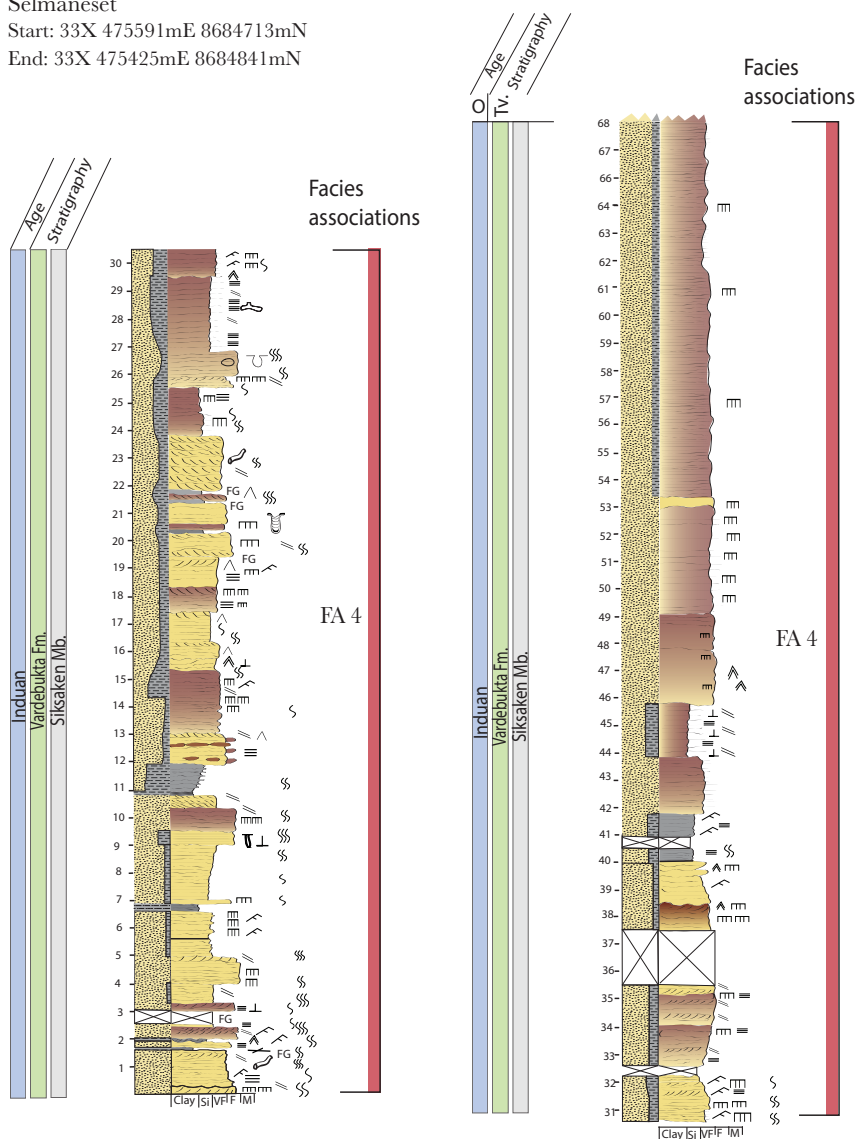 Selmaneset
Start: 33X 475591mE 8684713mN
End: 33X 475425mE 8684841mN
Age
Stratigraphy
Facies
associations
30
29
28
27
26
25
24
23
22
FG
21
FG
20
FG
19
18
17
16
15
14
13
12
11
10
9
8
7
6
5
4
3
FG
2
FG
1
Clay Si VF F M
Induan
Vardebukta Fm.
Siksaken Mb.
FA 4
Age
Stratigraphy
O
Tv.
Facies
associations
68
67
66
64
63
62
61
60
59
58
57
56
55
54
53
52
51
50
49
48
47
46
45
44
43
42
41
40
39
38
37
36
35
34
33
32
31
Clay Si VF F M
Induan
Vardebukta Fm.
Siksaken Mb.
FA 4